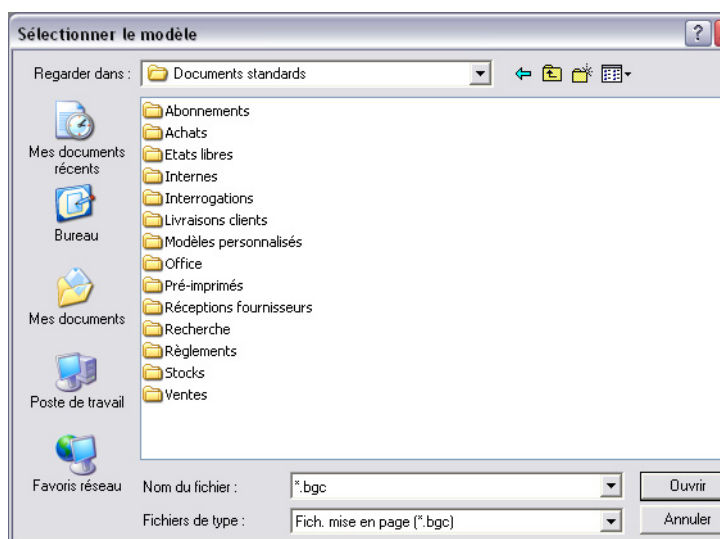 Sélectionner le modèle
?
Regarder dans :
Documents standards
Mes documents
récents
Bureau
Mes documents
Poste de travail
Favoris réseau
Abonnements
Achats
Etats libres
Internes
Interrogations
Livraisons clients
Modèles personnalisés
Office
Pré-imprimés
Réceptions fournisseurs
Recherche
Règlements
Stocks
Ventes
Nom du fichier :
*.bgc
Ouvrir
Fichiers de type :
Fich. mise en page (*.bgc)
Annuler